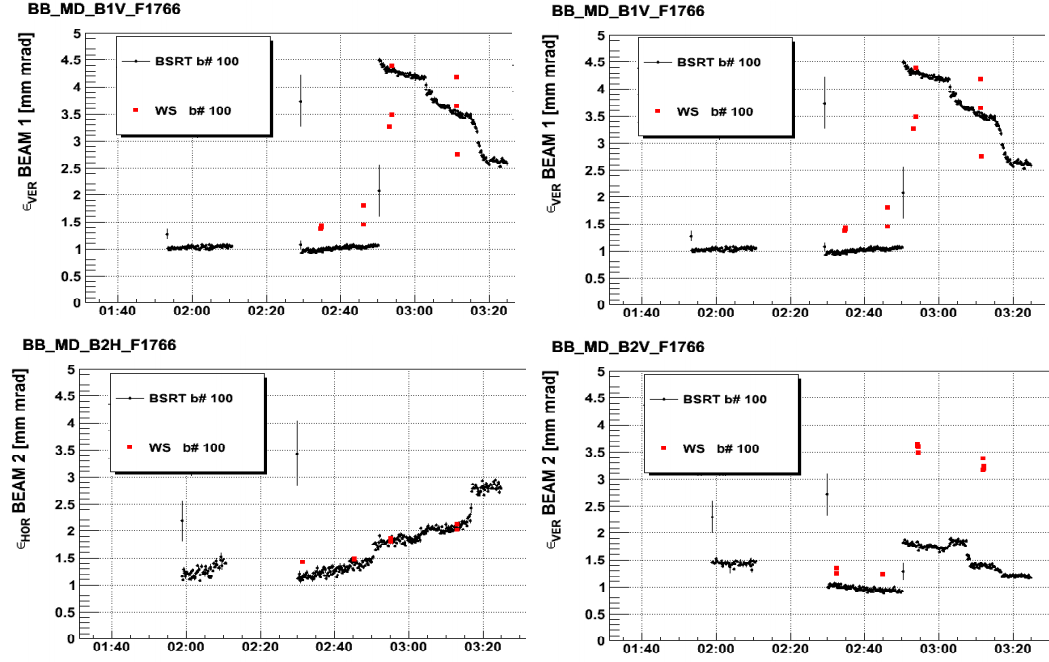 BB_MD_B1V_F1766
ϵVER BEAM 1 [mm mrad]
5
4.5
4
3.5
3
2.5
2
1.5
1
0.5
0
BSRT b# 100
WS b# 100
01:40 02:00 02:20 02:40 03:00 03:20
BB_MD_B1V_F1766
ϵVER BEAM 1 [mm mrad]
5
4.5
4
3.5
3
2.5
2
1.5
1
0.5
0
BSRT b# 100
WS b# 100
01:40 02:00 02:20 02:40 03:00 03:20
BB_MD_B2H_F1766
ϵHOR BEAM 2 [mm mrad]
5
4.5
4
3.5
3
2.5
2
1.5
1
0.5
0
BSRT b# 100
WS b# 100
01:40 02:00 02:20 02:40 03:00 03:20
BB_MD_B2V_F1766
ϵVER BEAM 2 [mm mrad]
5
4.5
4
3.5
3
2.5
2
1.5
1
0.5
0
BSRT b# 100
WS b# 100
01:40 02:00 02:20 02:40 03:00 03:20